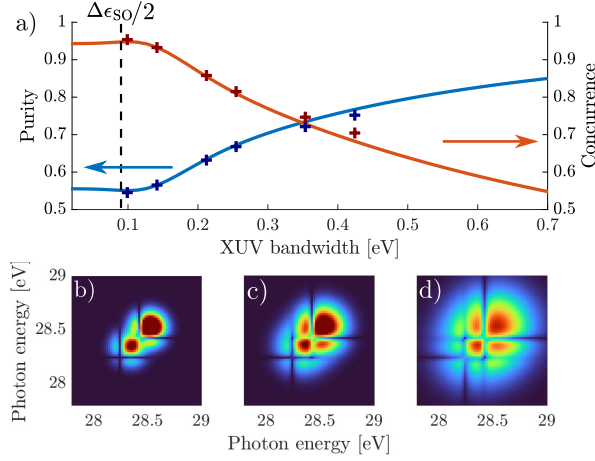 a)
ΔϵSO/2
1
0.9
0.8
0.7
0.6
0.5
Purity
1
0.9
0.8
0.7
0.6
0.5
Concurrence
0.1 0.2 0.3 0.4 0.5 0.6 0.7
XUV bandwidth [eV]
b) c) d)
29
28.5
28
Photon energy [eV]
28 28.5 29 28 28.5 29 28 28.5 29
Photon energy [eV]